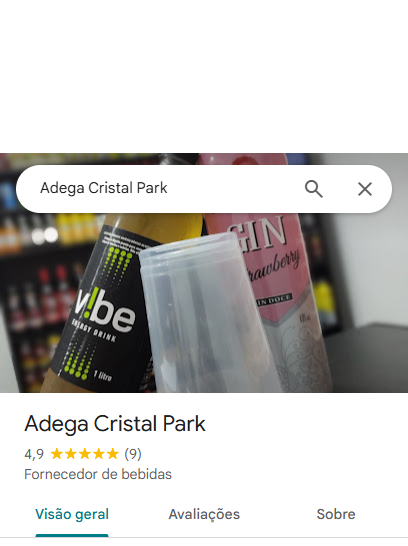 Adega Cristal Park
GIN
Strawberry
GIN DOCE
v!be
ENERGY DRINK
1 litro
Adega Cristal Park
4,9 (9)
Fornecedor de bebidas
Visão geral
Avaliações
Sobre